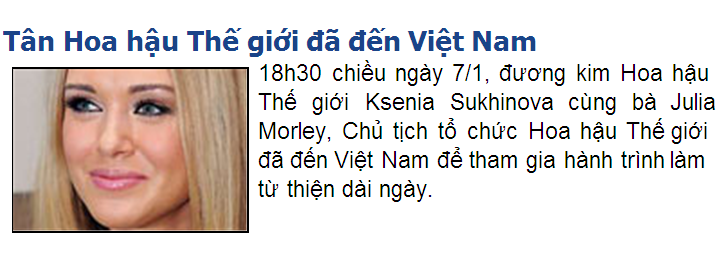 Tân Hoa hậu Thế giới đã đến Việt Nam
18h30 chiều ngày 7/1, đương kim Hoa hậu
Thế giới Ksenia Sukhinova cùng bà Julia
Morley, Chủ tịch tổ chức Hoa hậu Thế giới
đã đến Việt Nam để tham gia hành trình làm
từ thiện dài ngày.